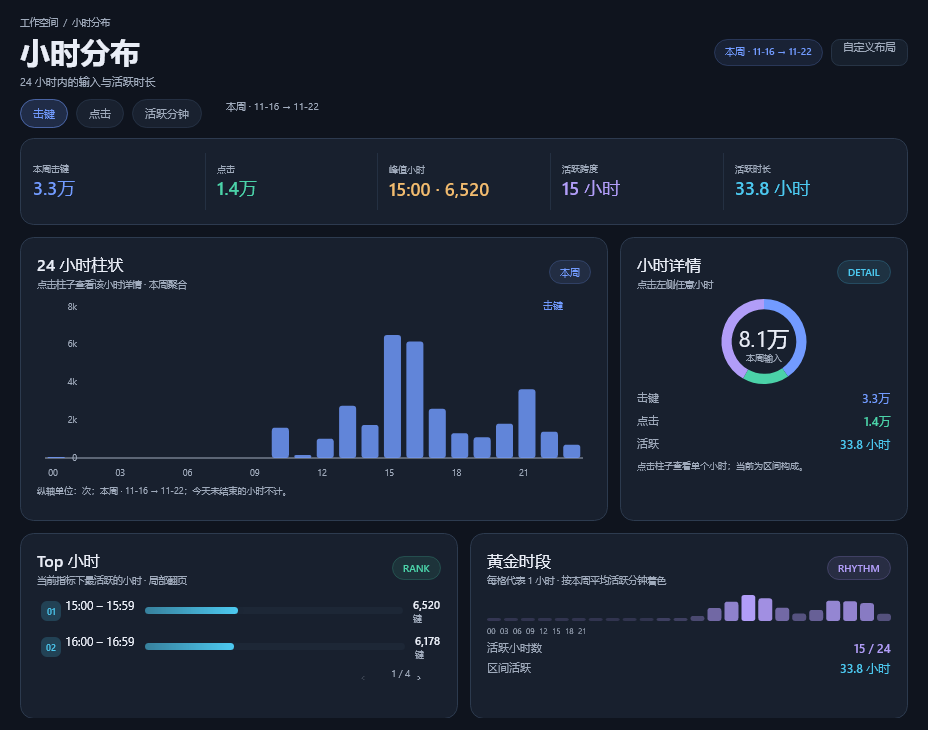 工作空间 / 小时分布
小时分布
24 小时内的输入与活跃时长
本周 · 11-16 → 11-22
自定义布局
击键
点击
活跃分钟
本周 · 11-16 → 11-22
本周击键
3.3万
点击
1.4万
峰值小时
15:00 · 6,520
活跃跨度
15 小时
活跃时长
33.8 小时
24 小时柱状
点击柱子查看该小时详情 · 本周聚合
本周
击键
8k
6k
4k
2k
0
00 03 06 09 12 15 18 21
纵轴单位：次；本周 · 11-16 → 11-22；今天未结束的小时不计。
小时详情
点击左侧任意小时
DETAIL
8.1万
本周输入
击键 3.3万
点击 1.4万
活跃 33.8 小时
点击柱子查看单个小时；当前为区间构成。
Top 小时
当前指标下最活跃的小时 · 局部翻页
RANK
01 15:00 – 15:59 6,520 键
02 16:00 – 16:59 6,178 键
‹ 1 / 4 ›
黄金时段
每格代表 1 小时 · 按本周平均活跃分钟着色
RHYTHM
00 03 06 09 12 15 18 21
活跃小时数 15 / 24
区间活跃 33.8 小时